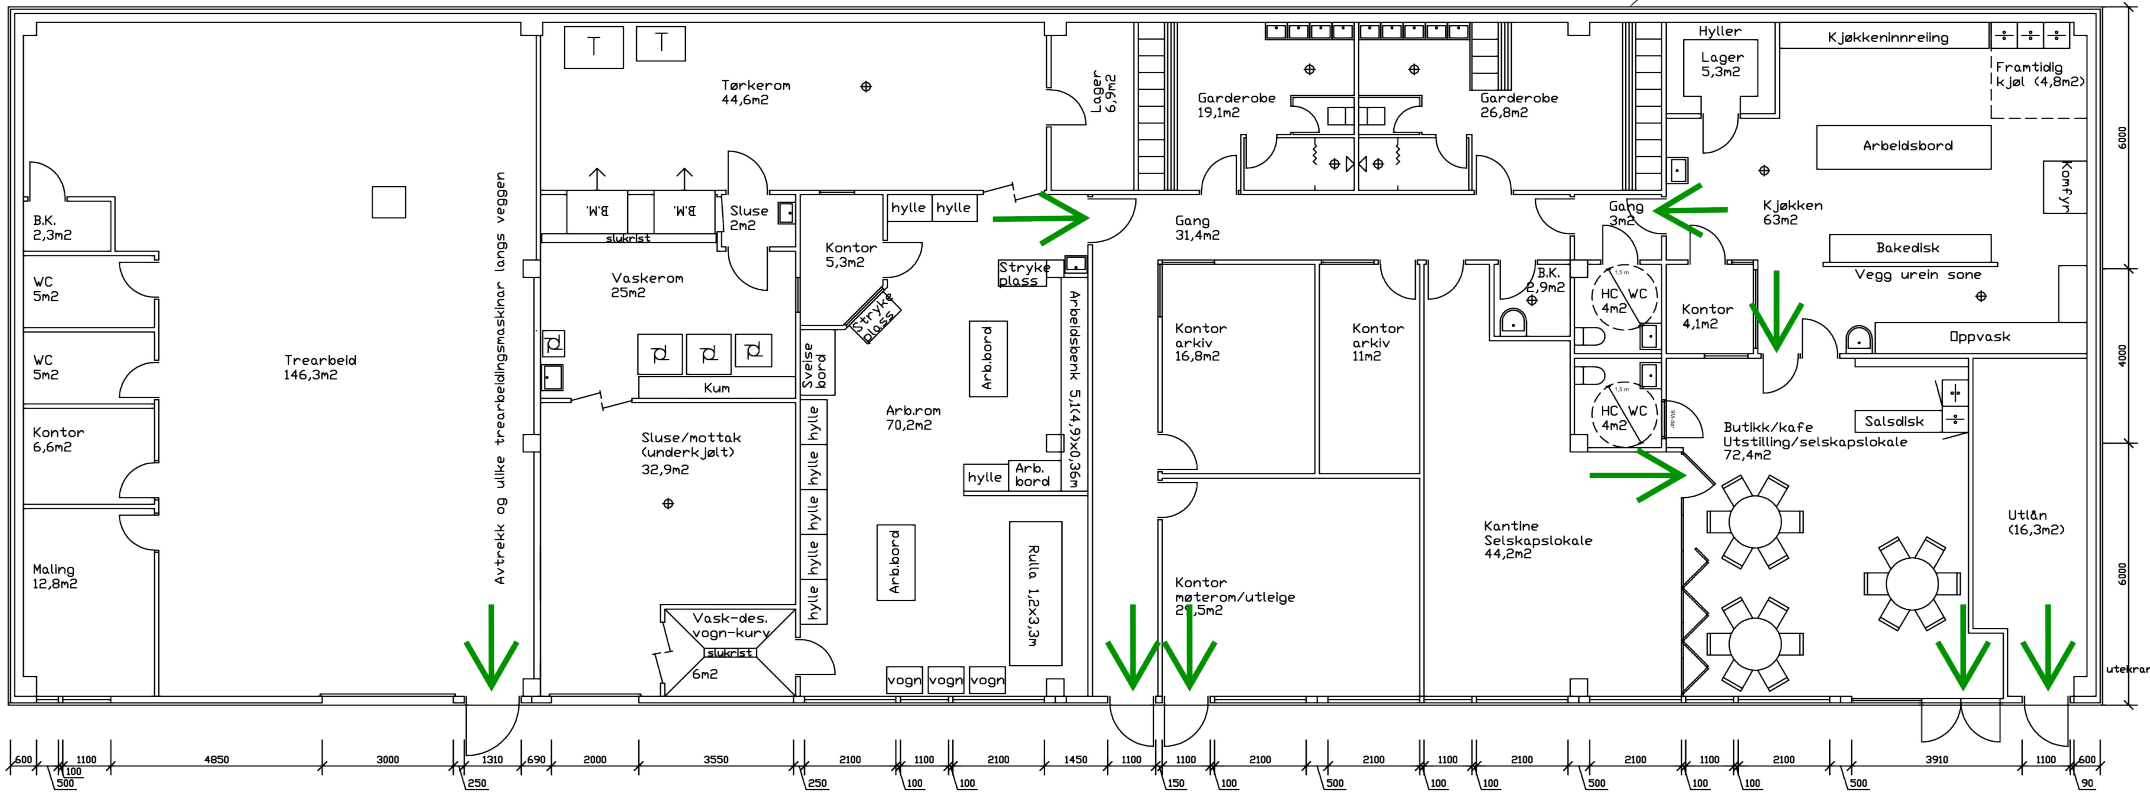 B.K.
2,3m2
WC
5m2
WC
5m2
Kontor
6,6m2
Maling
12,8m2
Trearbeid
146,3m2
Avtrekk og ulike trearbeidingsmaskinar langs veggen
T
T
Tørkerom
44,6m2
B.M.
B.M.
slukrist
Sluse
2m2
Vaskerom
25m2
Kum
Sluse/mottak
(underkjølt)
32,9m2
Vask-des.
vogn-kurv
slukrist
6m2
Kontor
5,3m2
hylle
hylle
Stryke
plass
Stryke
plass
Sveise
bord
hylle
hylle
hylle
hylle
hylle
Arb.rom
70,2m2
Arb.bord
Arb.bord
Arbeidsbenk 5,1(4,9)x0,36m
hylle
Arb.
bord
Rulla 1,2x3,3m
vogn
vogn
vogn
Lager
6,9m2
Garderobe
19,1m2
Garderobe
26,8m2
Gang
31,4m2
Gang
3m2
Kontor
arkiv
16,8m2
Kontor
arkiv
11m2
B.K.
2,9m2
1,5 m
HC WC
4m2
1,5 m
HC WC
4m2
Kontor
møterom/utleige
29,5m2
Kantine
Selskapslokale
44,2m2
Hyller
Lager
5,3m2
Kjøkkeninnreiing
Framtidig
kjøl (4,8m2)
Arbeidsbord
Komfyr
Kjøkken
63m2
Bakedisk
Vegg urein sone
Kontor
4,1m2
Oppvask
Salsdisk
Butikk/kafe
Utstilling/selskapslokale
72,4m2
Utlån
(16,3m2)
utekran
6000
4000
6000
600
500
100
1100
4850
3000
250
1310
690
2000
3550
250
2100
1100
100
2100
100
1450
1100
150
1100
100
2100
500
2100
100
1100
100
2100
500
2100
100
1100
100
2100
500
3910
1100
90
600